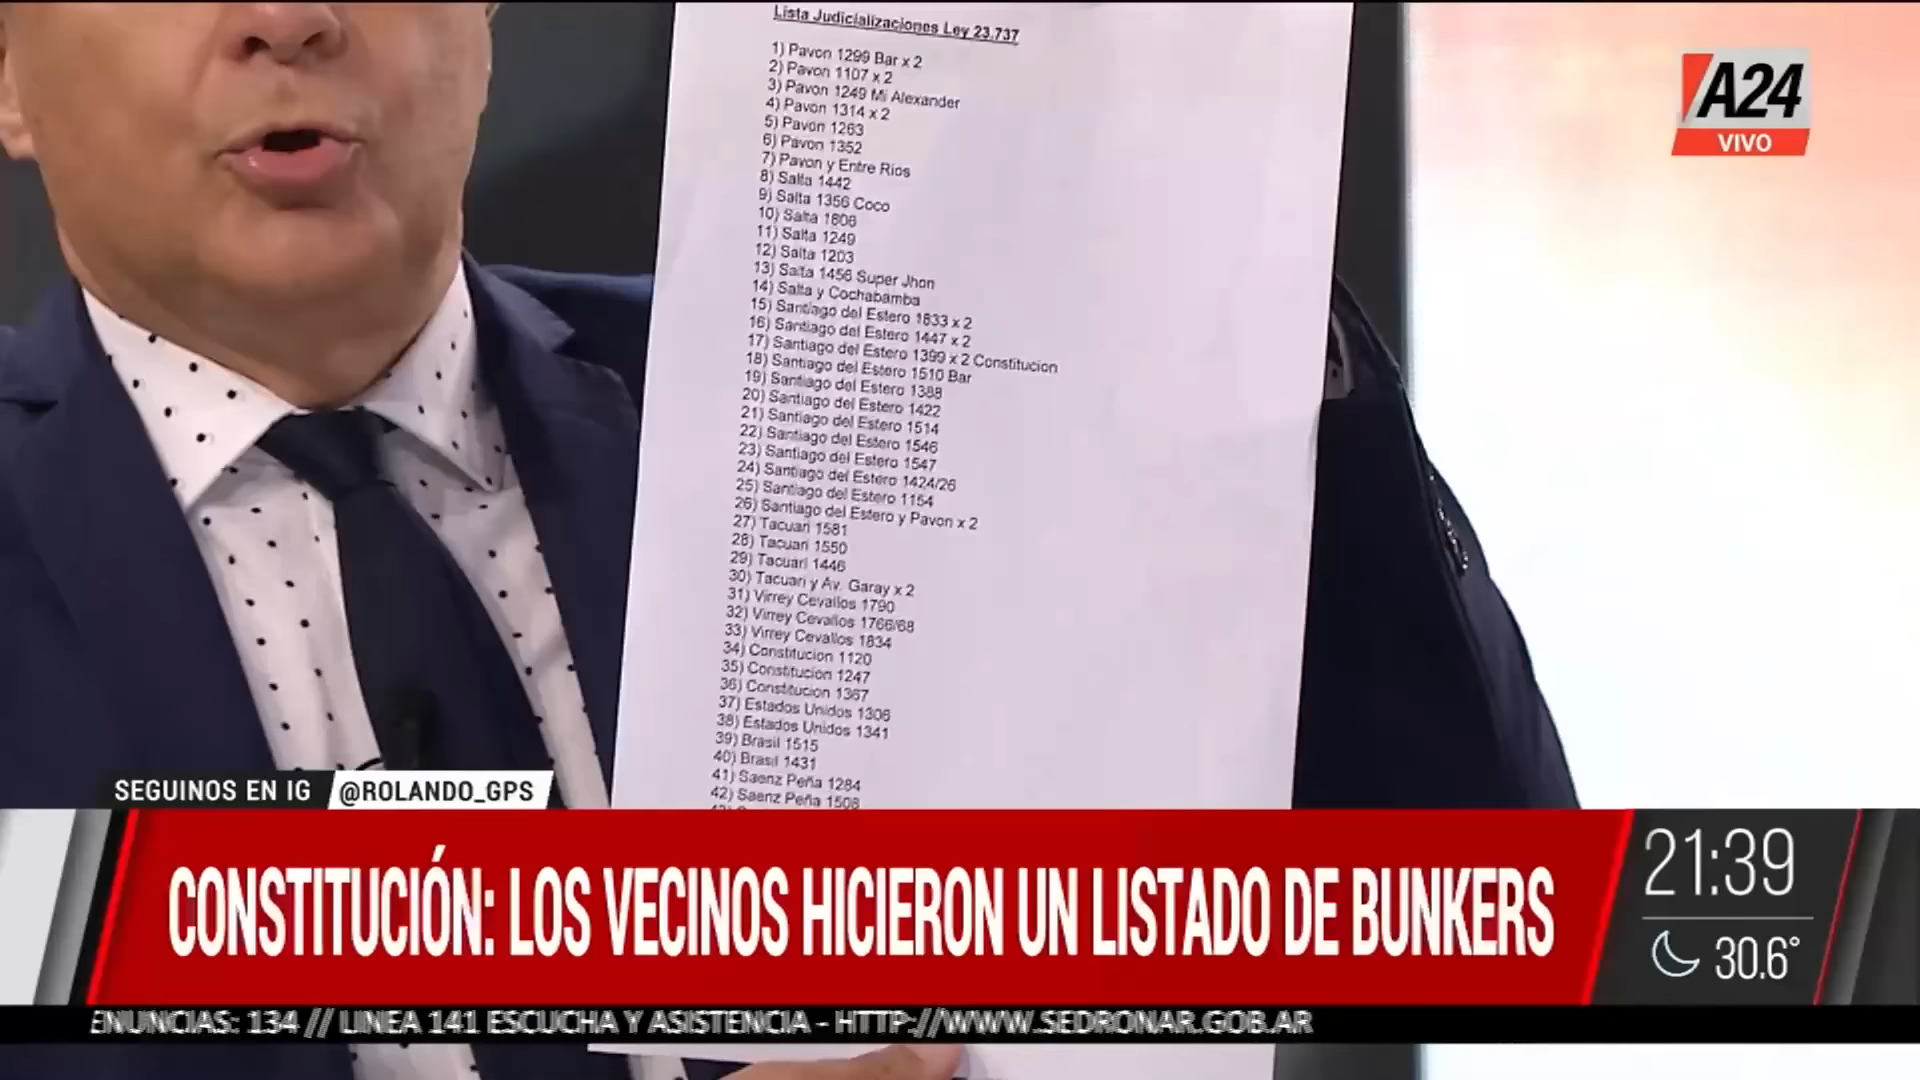 Lista Judicializaciones Ley 23.737
1) Pavon 1299 Bar x 2
2) Pavon 1107 x 2
3) Pavon 1249 Mi Alexander
4) Pavon 1314 x 2
5) Pavon 1263
6) Pavon 1352
7) Pavon y Entre Rios
8) Salta 1442
9) Salta 1356 Coco
10) Salta 1806
11) Salta 1249
12) Salta 1203
13) Salta 1456 Super Jhon
14) Salta y Cochabamba
15) Santiago del Estero 1833 x 2
16) Santiago del Estero 1447 x 2
17) Santiago del Estero 1399 x 2 Constitucion
18) Santiago del Estero 1510 Bar
19) Santiago del Estero 1388
20) Santiago del Estero 1422
21) Santiago del Estero 1514
22) Santiago del Estero 1546
23) Santiago del Estero 1547
24) Santiago del Estero 1424/26
25) Santiago del Estero 1154
26) Santiago del Estero y Pavon x 2
27) Tacuari 1581
28) Tacuari 1550
29) Tacuari 1446
30) Tacuari y Av. Garay x 2
31) Virrey Cevallos 1790
32) Virrey Cevallos 1766/68
33) Virrey Cevallos 1834
34) Constitucion 1120
35) Constitucion 1247
36) Constitucion 1367
37) Estados Unidos 1306
38) Estados Unidos 1341
39) Brasil 1515
40) Brasil 1431
41) Saenz Peña 1284
42) Saenz Peña 1508
A24
VIVO
SEGUINOS EN IG @ROLANDO_GPS
CONSTITUCIÓN: LOS VECINOS HICIERON UN LISTADO DE BUNKERS
21:39
30.6°
ENUNCIAS: 134 // LINEA 141 ESCUCHA Y ASISTENCIA - HTTP://WWW.SEDRONAR.GOB.AR